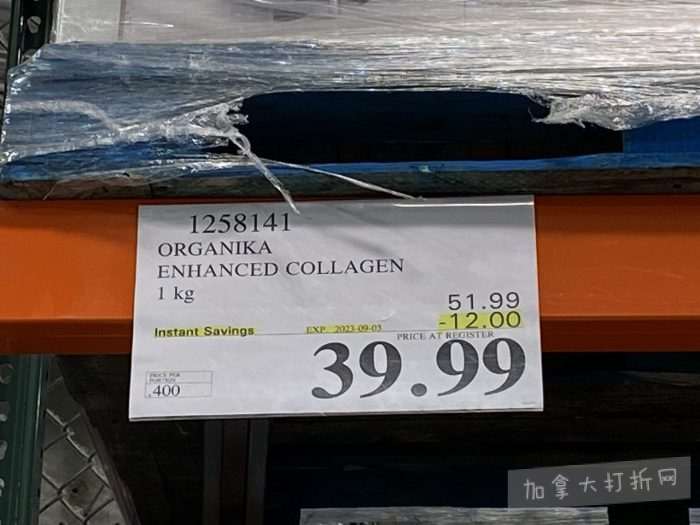 1258141
ORGANIKA
ENHANCED COLLAGEN
1 kg
51.99
Instant Savings EXP. 2023-09-03 -12.00
PRICE AT REGISTER
39.99
PRICE PER
PORTION
.400
加拿大打折网